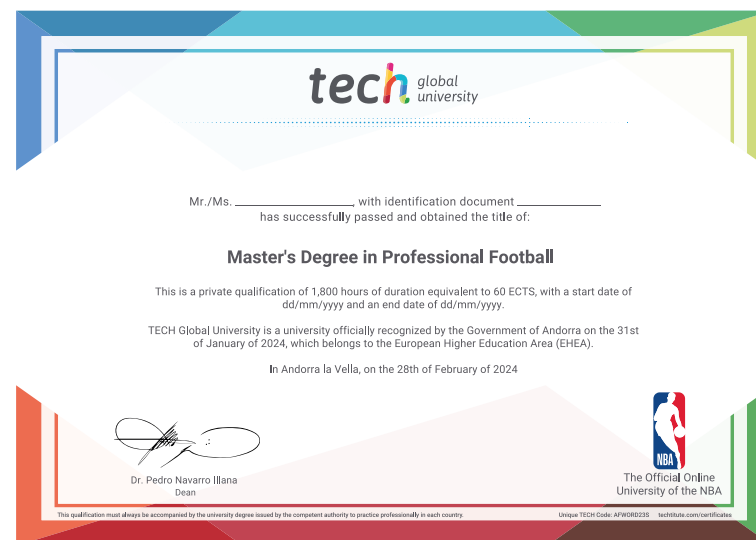 tech global university
Mr./Ms. ________________, with identification document ___________
has successfully passed and obtained the title of:
Master's Degree in Professional Football
This is a private qualification of 1,800 hours of duration equivalent to 60 ECTS, with a start date of
dd/mm/yyyy and an end date of dd/mm/yyyy.
TECH Global University is a university officially recognized by the Government of Andorra on the 31st
of January of 2024, which belongs to the European Higher Education Area (EHEA).
In Andorra la Vella, on the 28th of February of 2024
Dr. Pedro Navarro Illana
Dean
NBA
The Official Online
University of the NBA
This qualification must always be accompanied by the university degree issued by the competent authority to practice professionally in each country.
Unique TECH Code: AFWORD23S techtitute.com/certificates